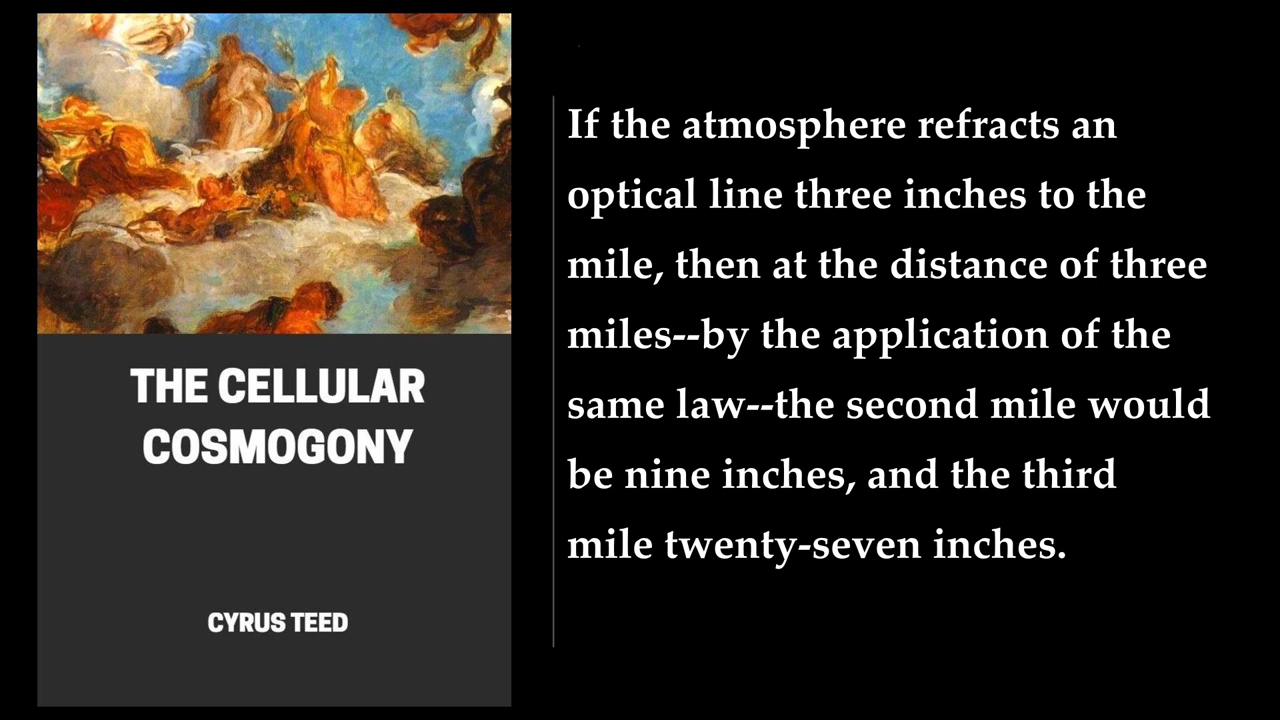 THE CELLULAR
COSMOGONY
CYRUS TEED
If the atmosphere refracts an
optical line three inches to the
mile, then at the distance of three
miles--by the application of the
same law--the second mile would
be nine inches, and the third
mile twenty-seven inches.